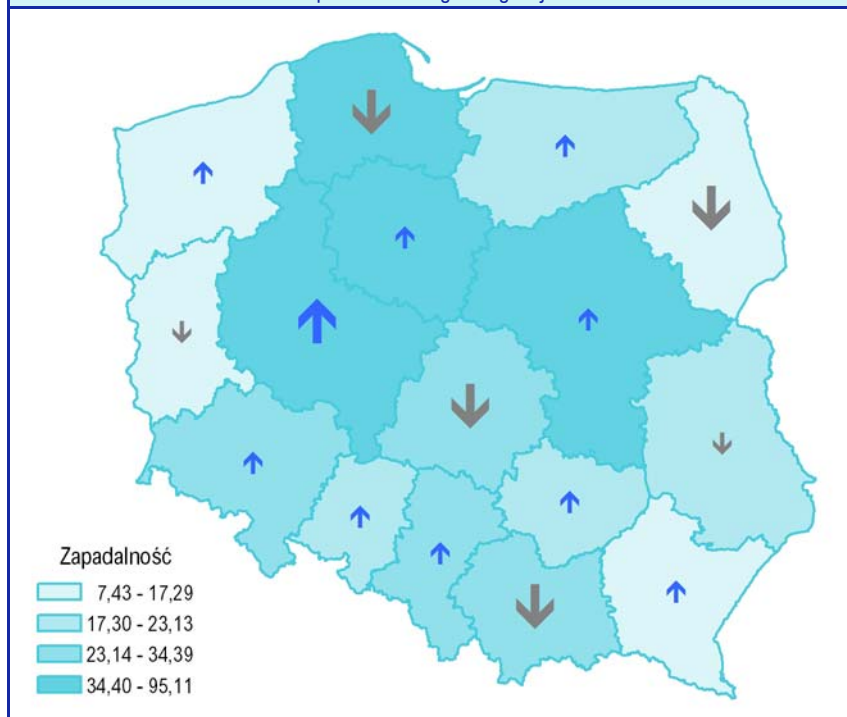 Zapadalność
7,43 - 17,29
17,30 - 23,13
23,14 - 34,39
34,40 - 95,11